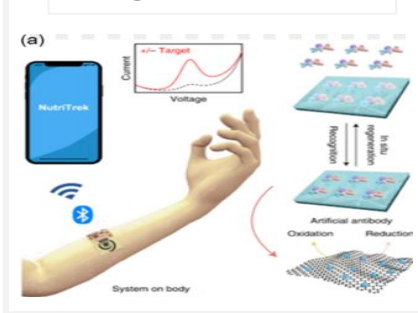 (a)
+/– Target
Current
Voltage
NutriTrek
System on body
Recognition
In situ
regeneration
Artificial antibody
Oxidation
Reduction